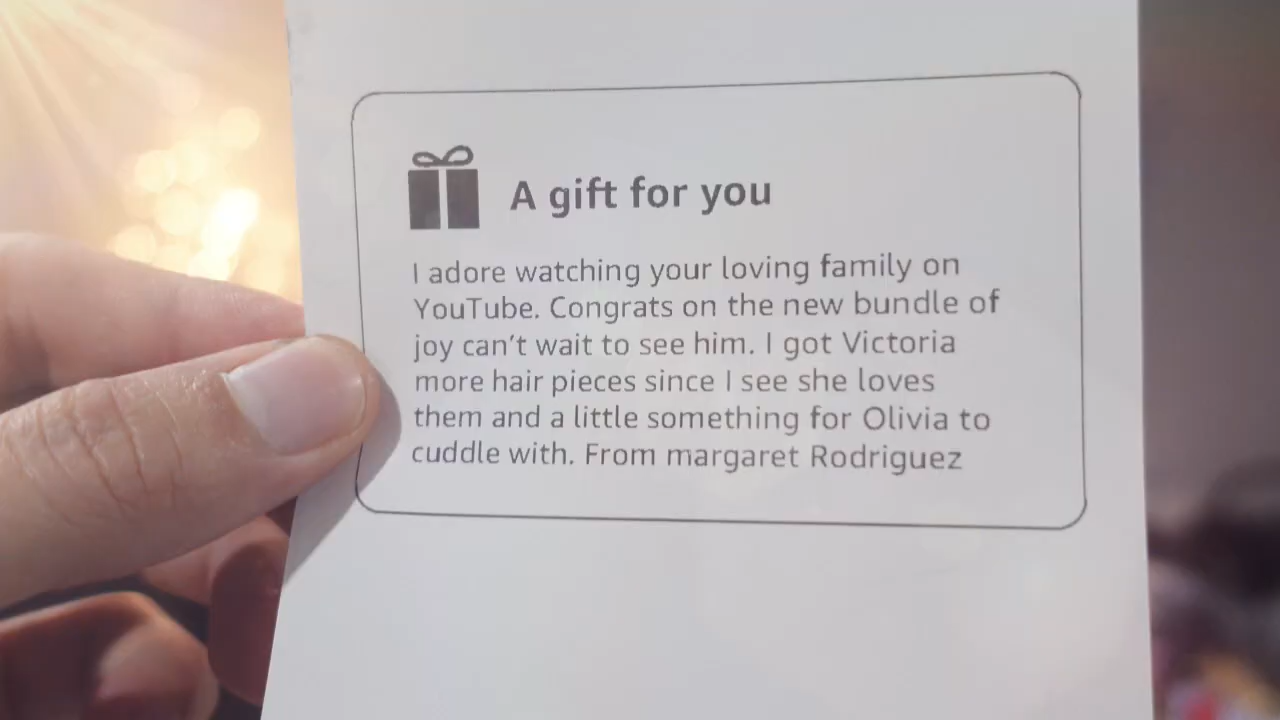 A gift for you
I adore watching your loving family on
YouTube. Congrats on the new bundle of
joy can't wait to see him. I got Victoria
more hair pieces since I see she loves
them and a little something for Olivia to
cuddle with. From margaret Rodriguez